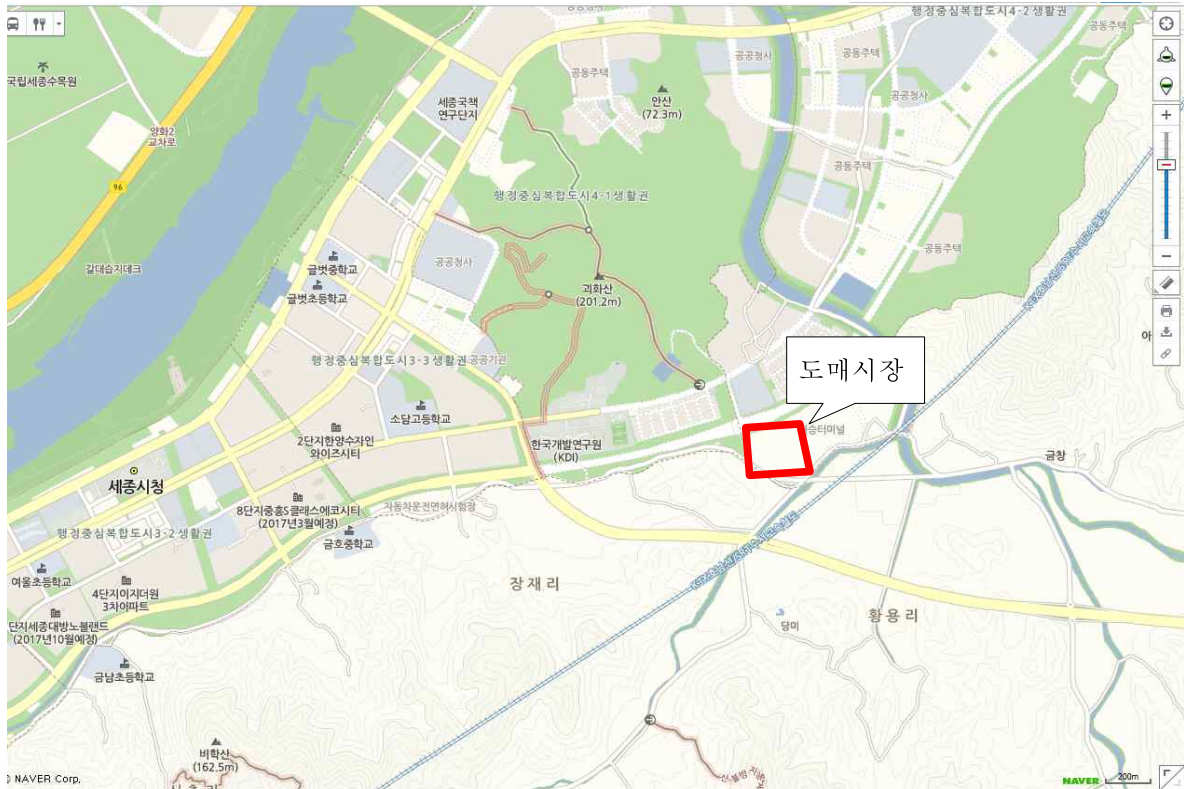 행정중심복합도시4-2생활권
공동주택
공공청사
국립세종수목원
세종국책
연구단지
공동주택
안산
(72.3m)
공공청사
양화2
교차로
96
공동주택
행정중심복합도시4-1생활권
공동주택
갈대습지데크
글벗중학교
글벗초등학교
공공청사
괴화산
(201.2m)
행정중심복합도시3-3생활권
공공기관
도매시장
소담고등학교
2단지한양수자인
와이즈시티
한국개발연구원
(KDI)
승터미널
금창
세종시청
8단지중흥S클래스에코시티
(2017년3월예정)
자동차운전면허시험장
행정중심복합도시3-2생활권
금호중학교
여울초등학교
4단지이지더원
3차아파트
장재리
단지세종대방노블랜드
(2017년10월예정)
당미
황용리
금남초등학교
비학산
(162.5m)
NAVER Corp.
NAVER
200m